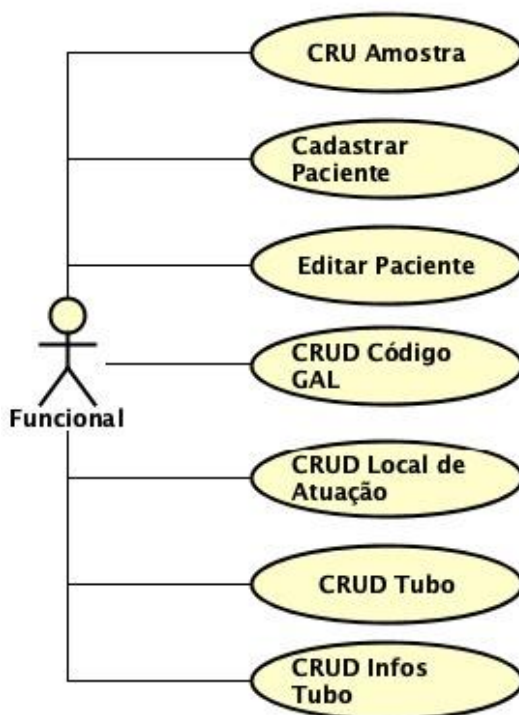 CRU Amostra
Cadastrar
Paciente
Editar Paciente
CRUD Código
GAL
Funcional
CRUD Local de
Atuação
CRUD Tubo
CRUD Infos
Tubo